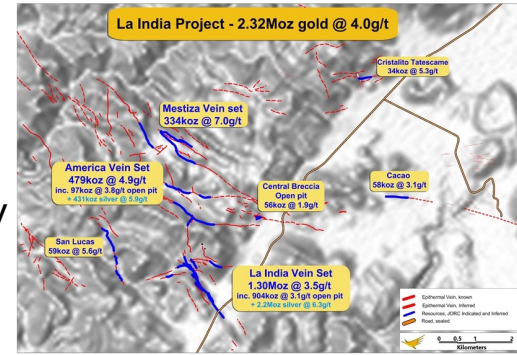 La India Project - 2.32Moz gold @ 4.0g/t
Cristalito Tatescame
34koz @ 5.3g/t
Mestiza Vein set
334koz @ 7.0g/t
America Vein Set
479koz @ 4.9g/t
inc. 97koz @ 3.8g/t open pit
+ 431koz silver @ 5.9g/t
Central Breccia
Open pit
56koz @ 1.9g/t
Cacao
58koz @ 3.1g/t
San Lucas
59koz @ 5.6g/t
La India Vein Set
1.30Moz @ 3.5g/t
inc. 904koz @ 3.1g/t open pit
+ 2.2Moz silver @ 6.3g/t
Epithermal Vein, known
Epithermal Vein, Inferred
Resources, JORC Indicated and Inferred
Road, sealed
0 0.5 1 2
Kilometers
y